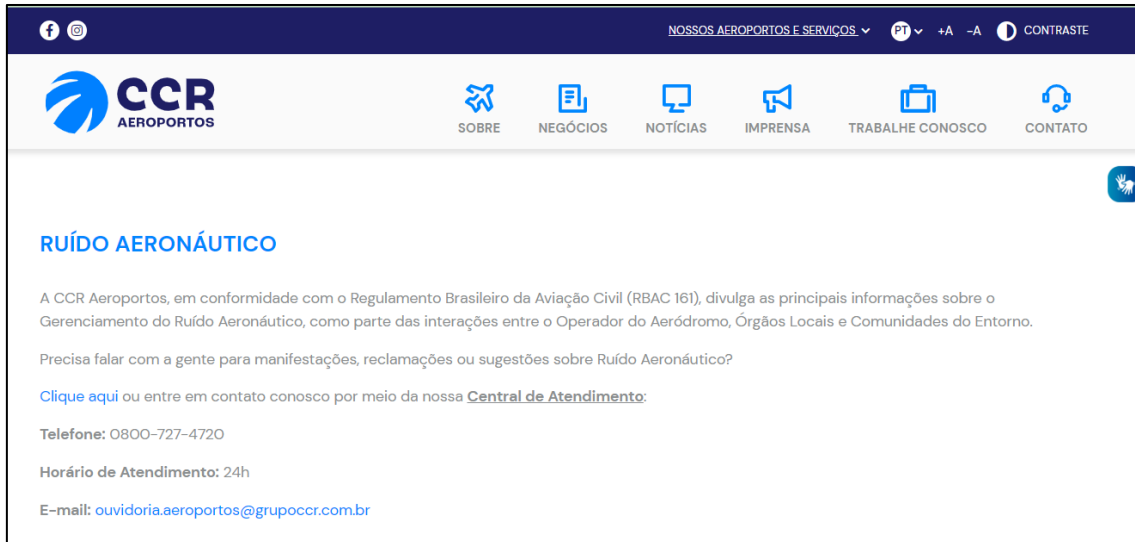 NOSSOS AEROPORTOS E SERVIÇOS PT +A -A CONTRASTE
CCR
AEROPORTOS
SOBRE NEGÓCIOS NOTÍCIAS IMPRENSA TRABALHE CONOSCO CONTATO
RUÍDO AERONÁUTICO
A CCR Aeroportos, em conformidade com o Regulamento Brasileiro da Aviação Civil (RBAC 161), divulga as principais informações sobre o
Gerenciamento do Ruído Aeronáutico, como parte das interações entre o Operador do Aeródromo, Órgãos Locais e Comunidades do Entorno.
Precisa falar com a gente para manifestações, reclamações ou sugestões sobre Ruído Aeronáutico?
Clique aqui ou entre em contato conosco por meio da nossa Central de Atendimento:
Telefone: 0800-727-4720
Horário de Atendimento: 24h
E-mail: ouvidoria.aeroportos@grupoccr.com.br